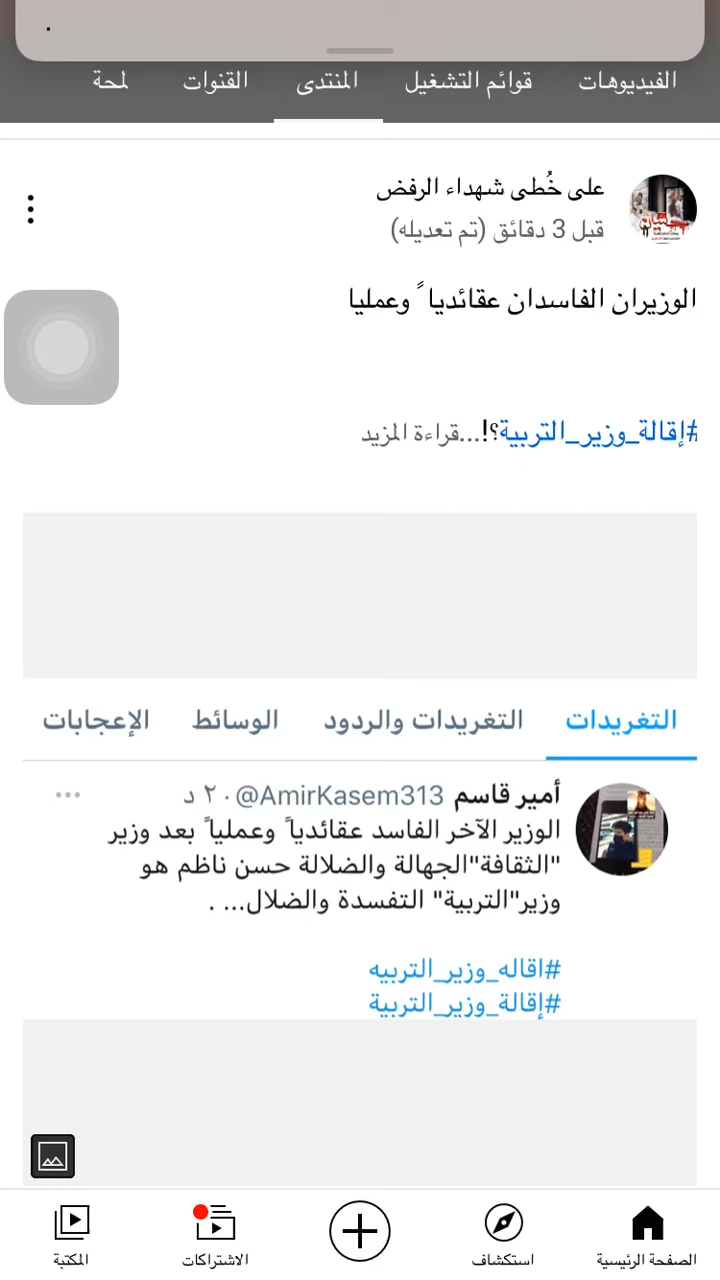 الفيديوهات قوائم التشغيل المنتدى القنوات لمحة
على خُطى شهداء الرفض
قبل 3 دقائق (تم تعديله)
الوزيران الفاسدان عقائدياً وعمليا
#إقالة_وزير_التربية؟!...قراءة المزيد
التغريدات التغريدات والردود الوسائط الإعجابات
أمير قاسم @AmirKasem313 · ٢٠ د
الوزير الآخر الفاسد عقائدياً وعملياً بعد وزير
"الثقافة"الجهالة والضلالة حسن ناظم هو
وزير"التربية" التفسدة والضلال... .
#اقاله_وزير_التربيه
#إقالة_وزير_التربية
الصفحة الرئيسية استكشاف الاشتراكات المكتبة